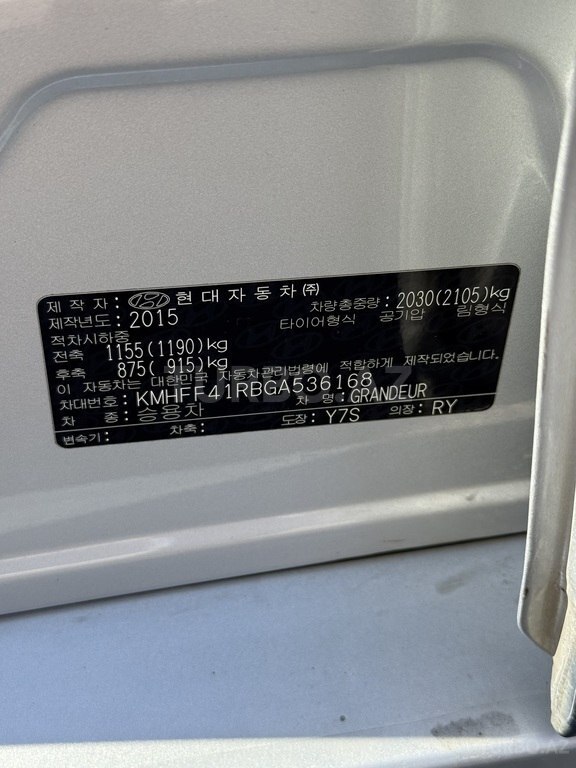 제 작 자 : 현대자동차㈜
제작년도 : 2015 차량총중량 : 2030(2105)kg
적차시하중 타이어형식 공기압 림형식
전축 1155(1190)kg
후축 875( 915)kg
이 자동차는 대한민국 자동차관리법령에 적합하게 제작되었습니다.
차대번호 : KMHFF41RBGA536168 차 명 : GRANDEUR
차 종 : 승용차 도장 : Y7S 의장 : RY
변속기 : 차축 :